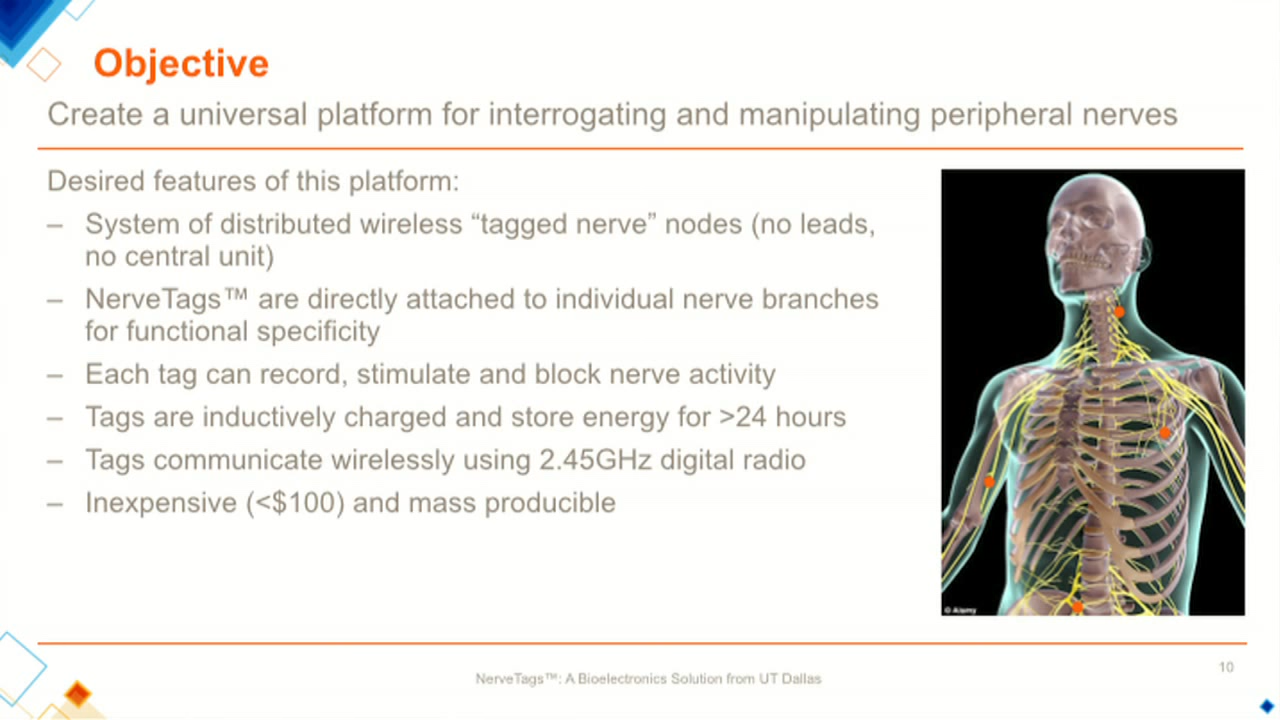 Objective
Create a universal platform for interrogating and manipulating peripheral nerves
Desired features of this platform:
– System of distributed wireless “tagged nerve” nodes (no leads,
no central unit)
– NerveTags™ are directly attached to individual nerve branches
for functional specificity
– Each tag can record, stimulate and block nerve activity
– Tags are inductively charged and store energy for >24 hours
– Tags communicate wirelessly using 2.45GHz digital radio
– Inexpensive (<$100) and mass producible
© Alamy
NerveTags™: A Bioelectronics Solution from UT Dallas
10